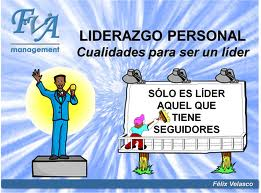 FVA
management
LIDERAZGO PERSONAL
Cualidades para ser un líder
SÓLO ES LÍDER
AQUEL QUE
TIENE
SEGUIDORES
Félix Velasco